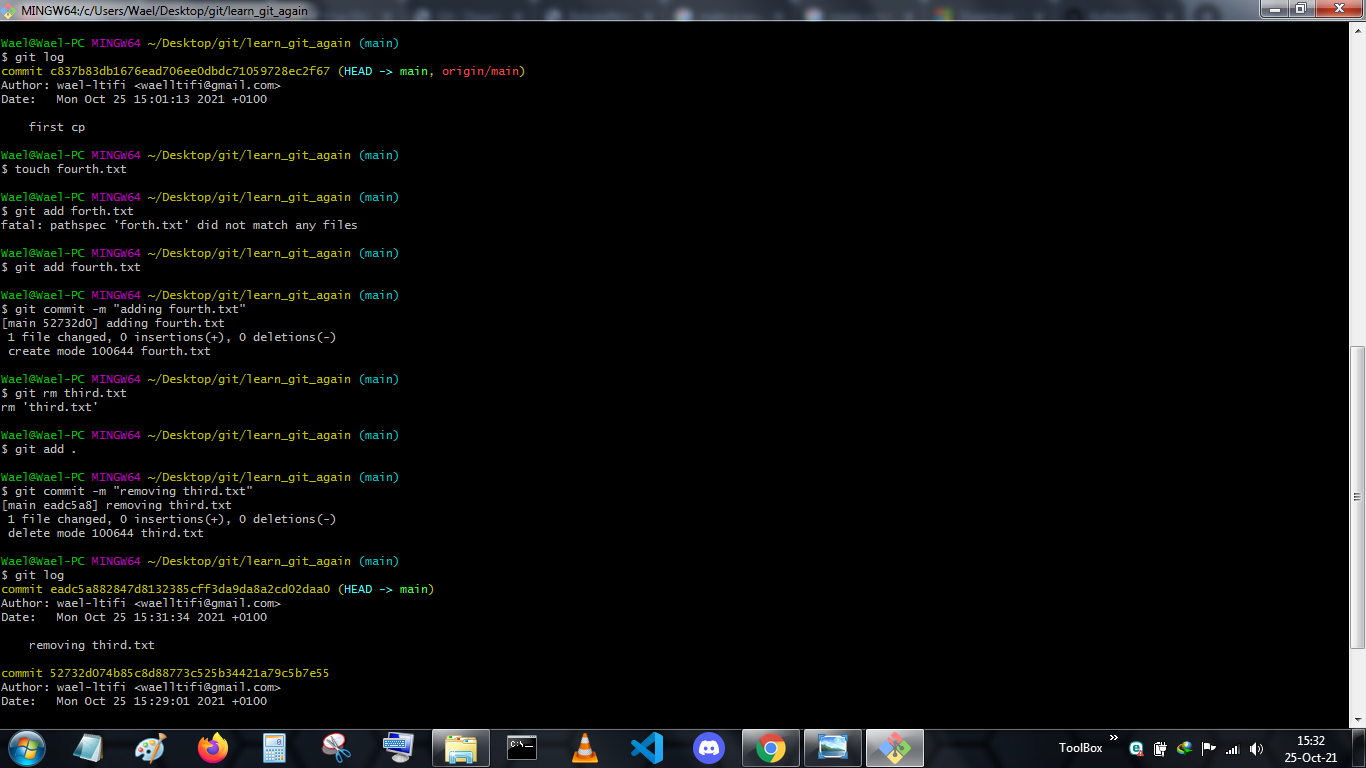 MINGW64:/c/Users/Wael/Desktop/git/learn_git_again
Wael@Wael-PC MINGW64 ~/Desktop/git/learn_git_again (main)
$ git log
commit c837b83db1676ead706ee0dbdc71059728ec2f67 (HEAD -> main, origin/main)
Author: wael-ltifi <waelltifi@gmail.com>
Date:   Mon Oct 25 15:01:13 2021 +0100
    first cp
Wael@Wael-PC MINGW64 ~/Desktop/git/learn_git_again (main)
$ touch fourth.txt
Wael@Wael-PC MINGW64 ~/Desktop/git/learn_git_again (main)
$ git add forth.txt
fatal: pathspec 'forth.txt' did not match any files
Wael@Wael-PC MINGW64 ~/Desktop/git/learn_git_again (main)
$ git add fourth.txt
Wael@Wael-PC MINGW64 ~/Desktop/git/learn_git_again (main)
$ git commit -m "adding fourth.txt"
[main 52732d0] adding fourth.txt
 1 file changed, 0 insertions(+), 0 deletions(-)
 create mode 100644 fourth.txt
Wael@Wael-PC MINGW64 ~/Desktop/git/learn_git_again (main)
$ git rm third.txt
rm 'third.txt'
Wael@Wael-PC MINGW64 ~/Desktop/git/learn_git_again (main)
$ git add .
Wael@Wael-PC MINGW64 ~/Desktop/git/learn_git_again (main)
$ git commit -m "removing third.txt"
[main eadc5a8] removing third.txt
 1 file changed, 0 insertions(+), 0 deletions(-)
 delete mode 100644 third.txt
Wael@Wael-PC MINGW64 ~/Desktop/git/learn_git_again (main)
$ git log
commit eadc5a882847d8132385cff3da9da8a2cd02daa0 (HEAD -> main)
Author: wael-ltifi <waelltifi@gmail.com>
Date:   Mon Oct 25 15:31:34 2021 +0100
    removing third.txt
commit 52732d074b85c8d88773c525b34421a79c5b7e55
Author: wael-ltifi <waelltifi@gmail.com>
Date:   Mon Oct 25 15:29:01 2021 +0100
ToolBox
15:32
25-Oct-21